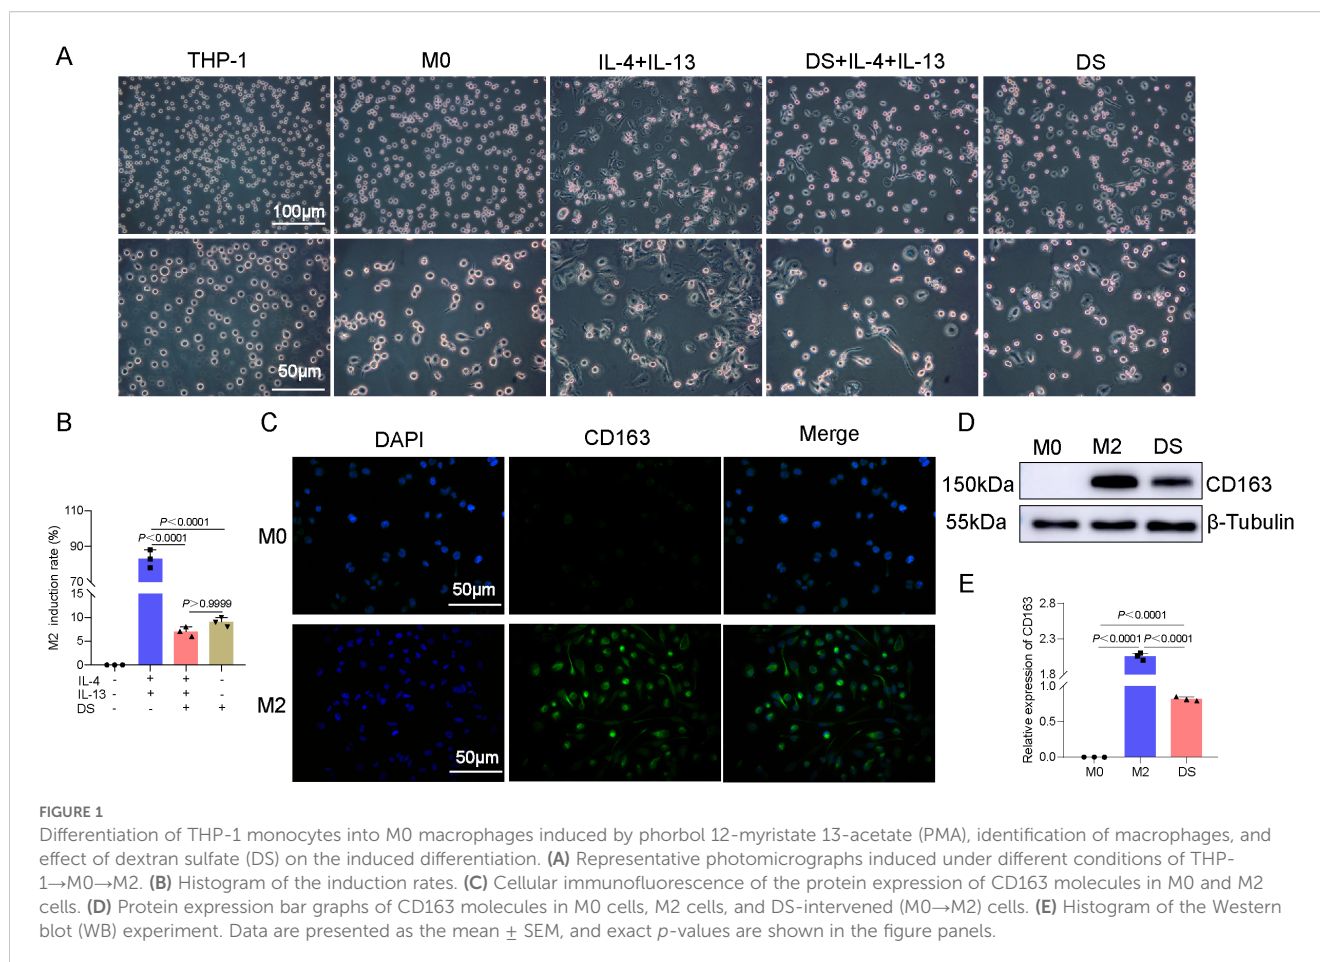 A
THP-1 M0 IL-4+IL-13 DS+IL-4+IL-13 DS
100μm
50μm
B
110
90
70
15
10
5
0
M2 induction rate (%)
P<0.0001
P<0.0001
P>0.9999
IL-4 - + + -
IL-13 - + + -
DS - - + +
C
DAPI CD163 Merge
M0
50μm
M2
50μm
D
M0 M2 DS
150kDa CD163
55kDa β-Tubulin
E
2.8
2.3
1.8
1.0
0.5
0.0
Relative expression of CD163
P<0.0001
P<0.0001 P<0.0001
M0 M2 DS
FIGURE 1
Differentiation of THP-1 monocytes into M0 macrophages induced by phorbol 12-myristate 13-acetate (PMA), identification of macrophages, and
effect of dextran sulfate (DS) on the induced differentiation. (A) Representative photomicrographs induced under different conditions of THP-
1→M0→M2. (B) Histogram of the induction rates. (C) Cellular immunofluorescence of the protein expression of CD163 molecules in M0 and M2
cells. (D) Protein expression bar graphs of CD163 molecules in M0 cells, M2 cells, and DS-intervened (M0→M2) cells. (E) Histogram of the Western
blot (WB) experiment. Data are presented as the mean ± SEM, and exact p-values are shown in the figure panels.